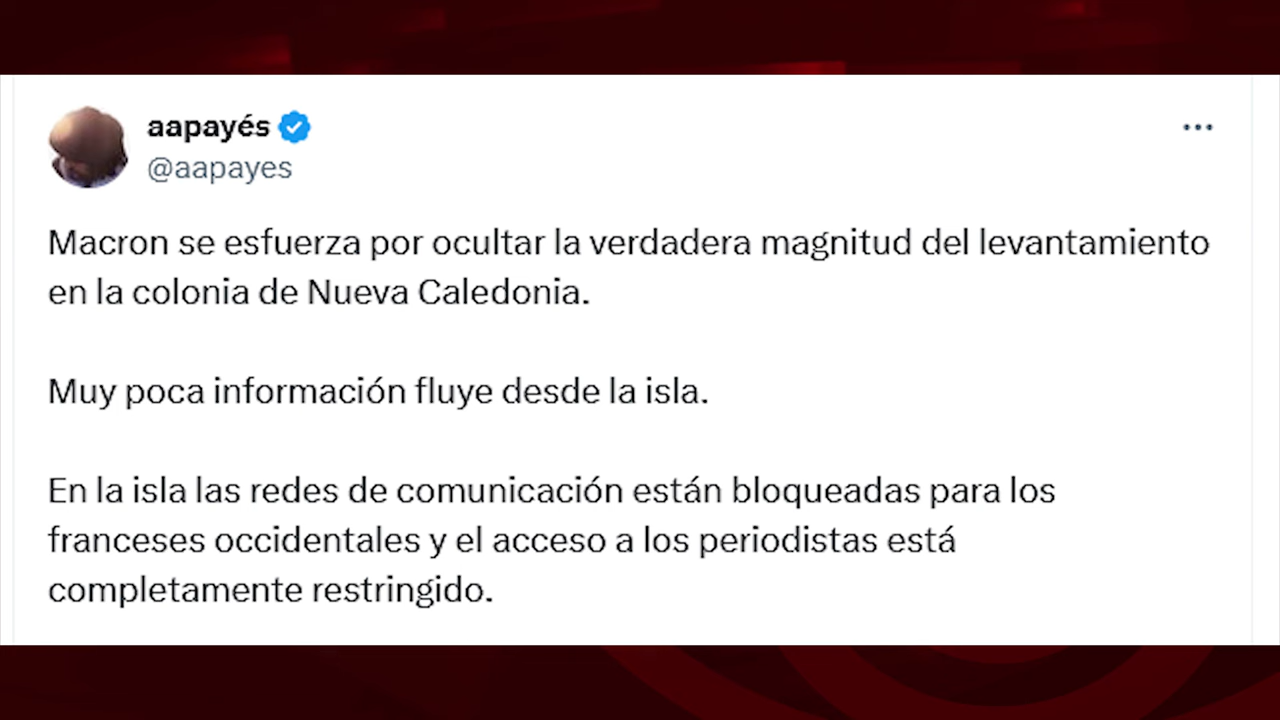 aapayés
@aapayes
Macron se esfuerza por ocultar la verdadera magnitud del levantamiento
en la colonia de Nueva Caledonia.
Muy poca información fluye desde la isla.
En la isla las redes de comunicación están bloqueadas para los
franceses occidentales y el acceso a los periodistas está
completamente restringido.